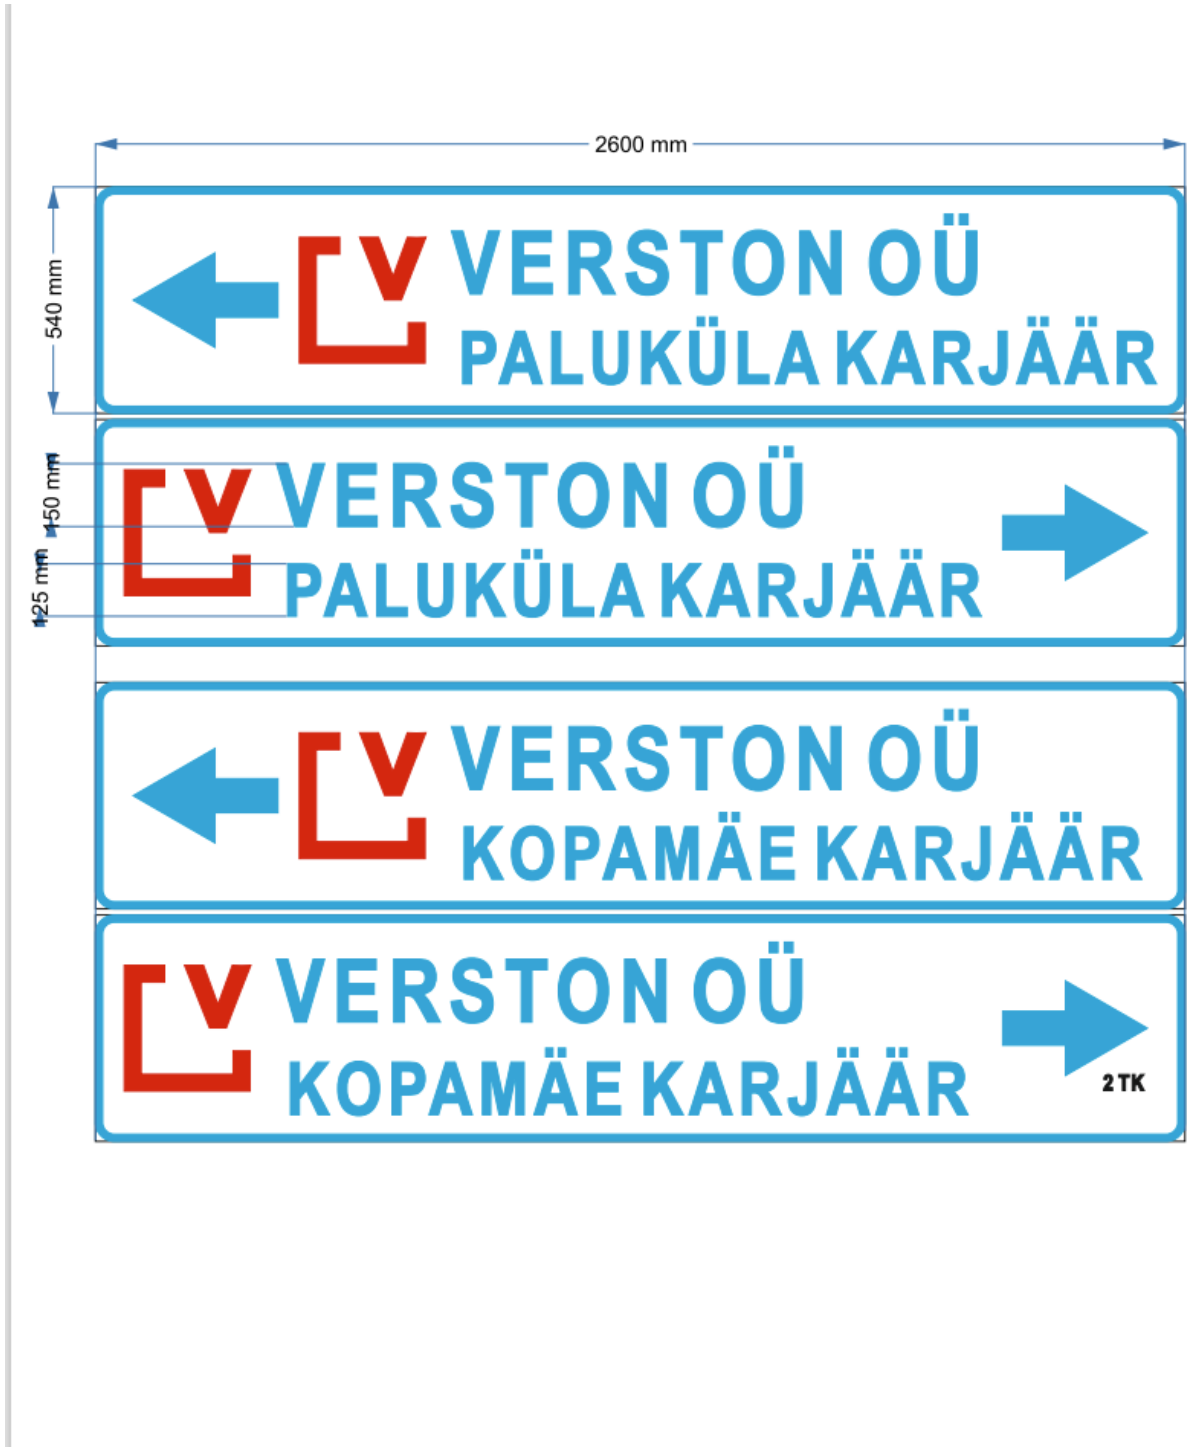 2600 mm
540 mm
VERSTON OÜ
PALUKÜLA KARJÄÄR
150 mm
125 mm
VERSTON OÜ
PALUKÜLA KARJÄÄR
VERSTON OÜ
KOPAMÄE KARJÄÄR
VERSTON OÜ
KOPAMÄE KARJÄÄR
2 TK